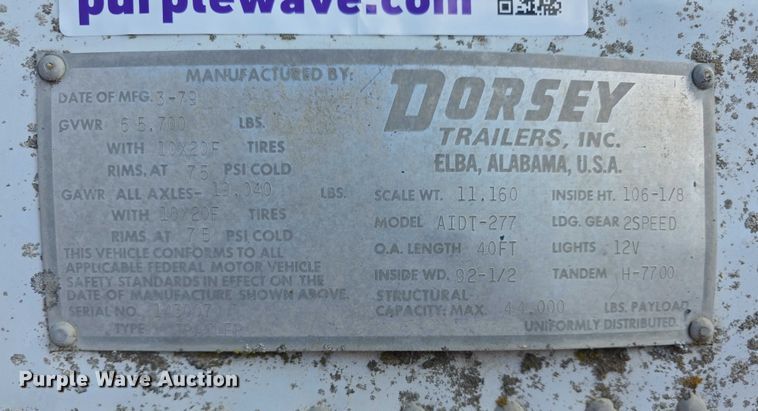 purplewave.com
MANUFACTURED BY:
DORSEY
TRAILERS, INC.
ELBA, ALABAMA, U.S.A.
DATE OF MFG. 3-79
GVWR 55,700 LBS.
WITH 10X20F TIRES
RIMS, AT 75 PSI COLD
GAWR ALL AXLES- LBS.
WITH 10X20F TIRES
RIMS, AT 75 PSI COLD
THIS VEHICLE CONFORMS TO ALL
APPLICABLE FEDERAL MOTOR VEHICLE
SAFETY STANDARDS IN EFFECT ON THE
DATE OF MANUFACTURE SHOWN ABOVE.
SERIAL NO.
TYPE TRAILER
SCALE WT. 11,160 INSIDE HT. 106-1/8
MODEL AIDT-277 LDG. GEAR 2SPEED
O.A. LENGTH 40FT LIGHTS 12V
INSIDE WD. 92-1/2 TANDEM H-7700
STRUCTURAL
CAPACITY: MAX. 44,000 LBS. PAYLOAD
UNIFORMLY DISTRIBUTED.
Purple Wave Auction